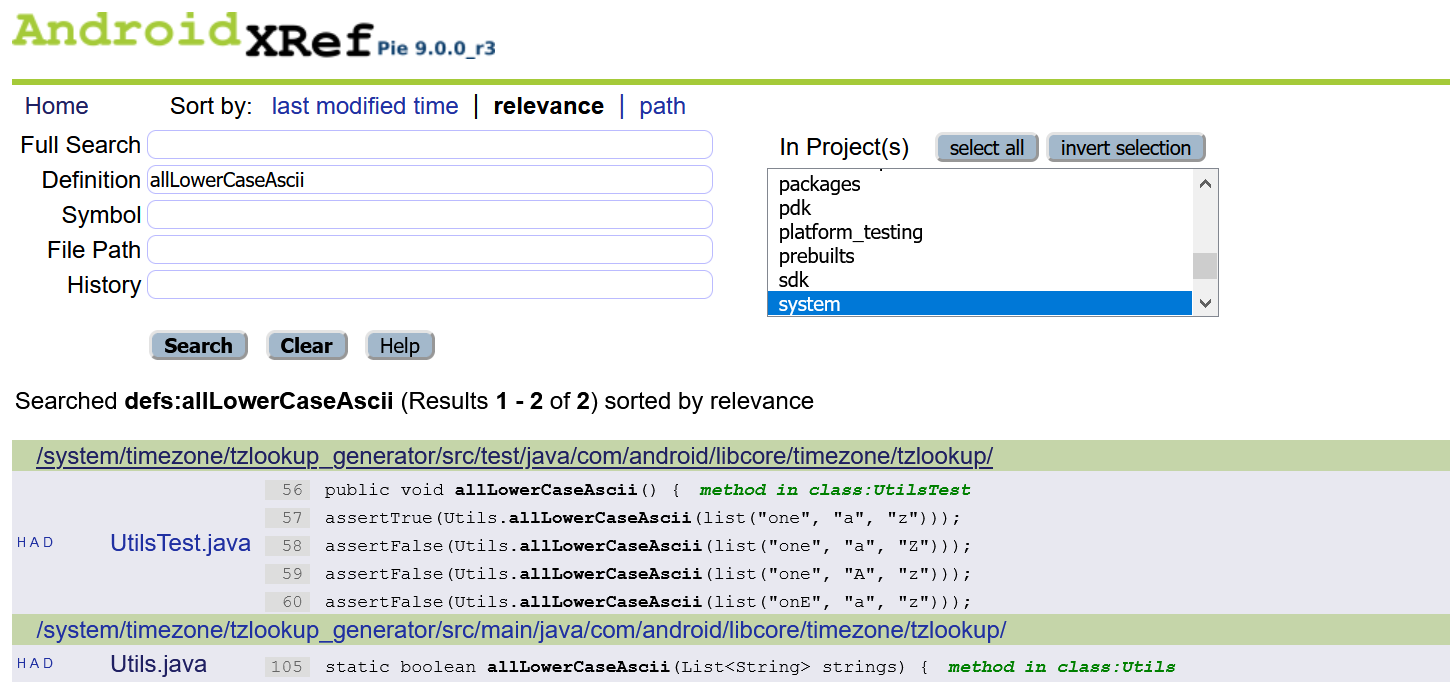 AndroidXRef Pie 9.0.0_r3
Home Sort by: last modified time | relevance | path
Full Search
Definition allLowerCaseAscii
Symbol
File Path
History
In Project(s) select all invert selection
packages
pdk
platform_testing
prebuilts
sdk
system
Search Clear Help
Searched defs:allLowerCaseAscii (Results 1 - 2 of 2) sorted by relevance
/system/timezone/tzlookup_generator/src/test/java/com/android/libcore/timezone/tzlookup/
H A D UtilsTest.java
56 public void allLowerCaseAscii() { method in class:UtilsTest
57 assertTrue(Utils.allLowerCaseAscii(list("one", "a", "z")));
58 assertFalse(Utils.allLowerCaseAscii(list("one", "a", "Z")));
59 assertFalse(Utils.allLowerCaseAscii(list("one", "A", "z")));
60 assertFalse(Utils.allLowerCaseAscii(list("onE", "a", "z")));
/system/timezone/tzlookup_generator/src/main/java/com/android/libcore/timezone/tzlookup/
H A D Utils.java 105 static boolean allLowerCaseAscii(List<String> strings) { method in class:Utils